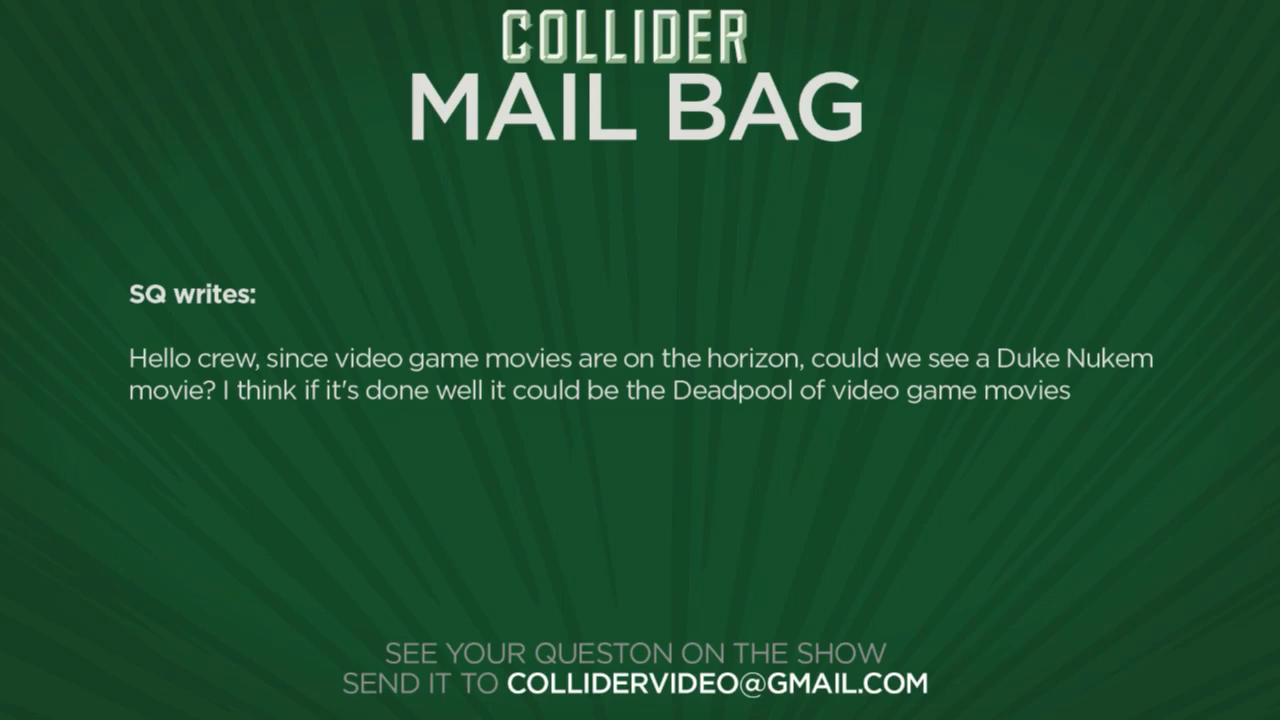 COLLIDER
MAIL BAG
SQ writes:
Hello crew, since video game movies are on the horizon, could we see a Duke Nukem
movie? I think if it's done well it could be the Deadpool of video game movies
SEE YOUR QUESTON ON THE SHOW
SEND IT TO COLLIDERVIDEO@GMAIL.COM